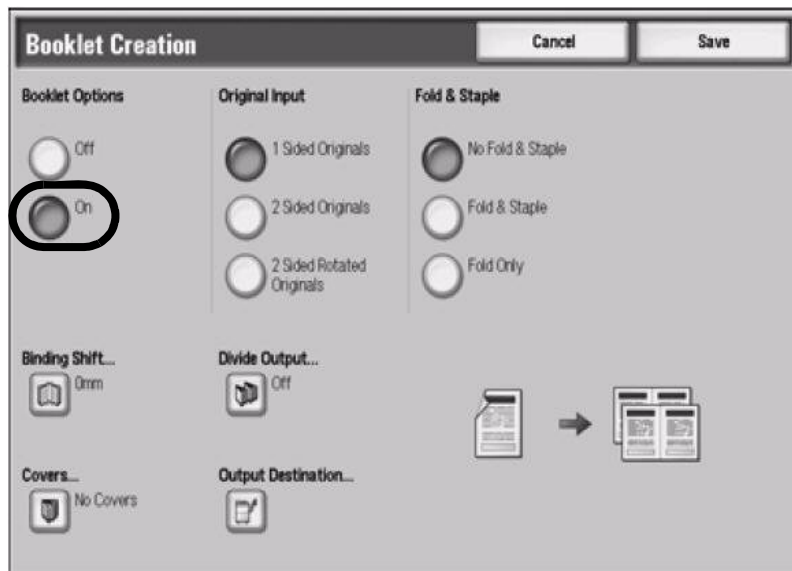 Booklet Creation
Cancel
Save
Booklet Options
Off
On
Original Input
1 Sided Originals
2 Sided Originals
2 Sided Rotated
Originals
Fold & Staple
No Fold & Staple
Fold & Staple
Fold Only
Binding Shift...
0mm
Divide Output...
Off
Covers...
No Covers
Output Destination...